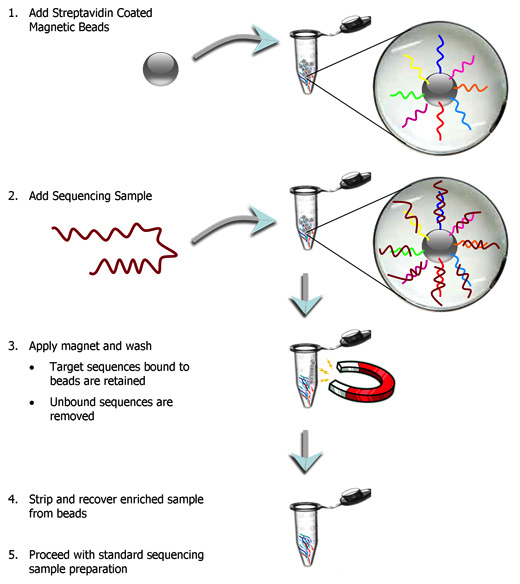 1. Add Streptavidin Coated
Magnetic Beads
2. Add Sequencing Sample
3. Apply magnet and wash
• Target sequences bound to
beads are retained
• Unbound sequences are
removed
4. Strip and recover enriched sample
from beads
5. Proceed with standard sequencing
sample preparation